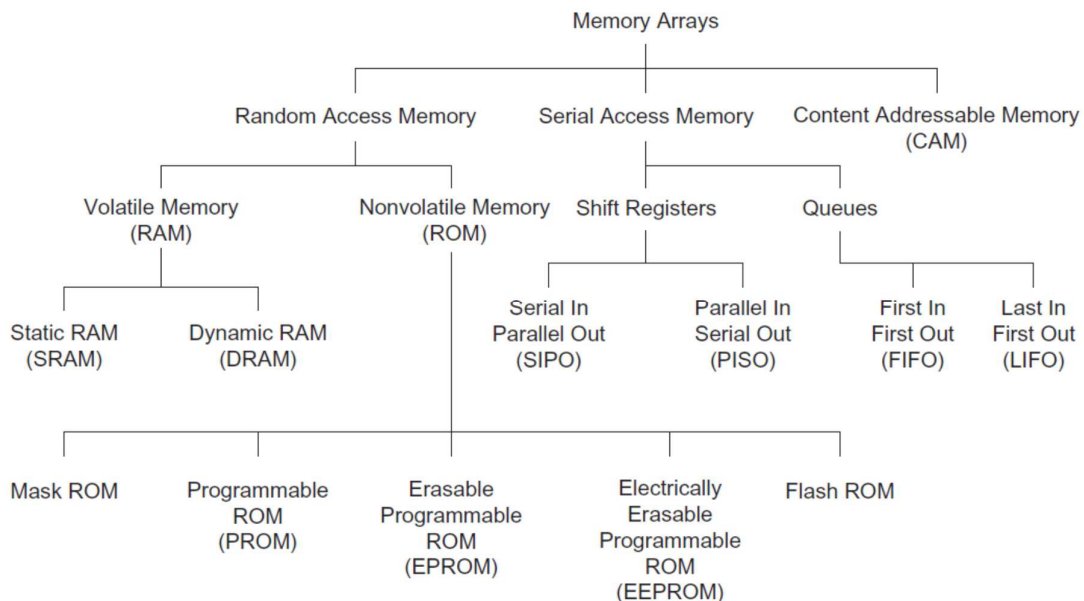 Memory Arrays
Random Access Memory
Serial Access Memory
Content Addressable Memory
(CAM)
Volatile Memory
(RAM)
Nonvolatile Memory
(ROM)
Shift Registers
Queues
Static RAM
(SRAM)
Dynamic RAM
(DRAM)
Serial In
Parallel Out
(SIPO)
Parallel In
Serial Out
(PISO)
First In
First Out
(FIFO)
Last In
First Out
(LIFO)
Mask ROM
Programmable
ROM
(PROM)
Erasable
Programmable
ROM
(EPROM)
Electrically
Erasable
Programmable
ROM
(EEPROM)
Flash ROM